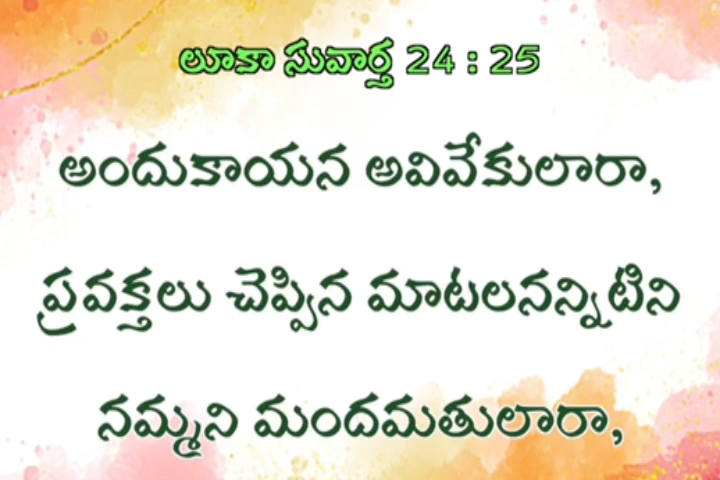 లూకా సువార్త 24 : 25
అందుకాయన అవివేకులారా,
ప్రవక్తలు చెప్పిన మాటలనన్నిటిని
నమ్మని మందమతులారా,